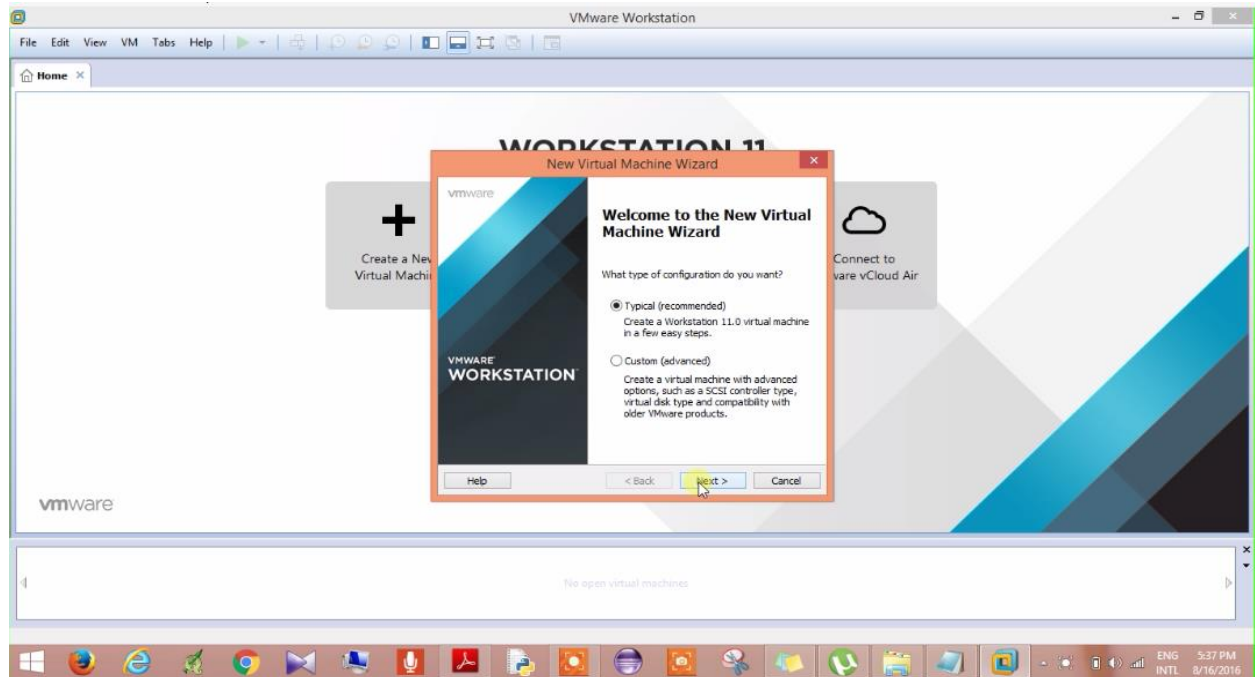 VMware Workstation
File Edit View VM Tabs Help
Home
WORKSTATION 11
New Virtual Machine Wizard
vmware
Welcome to the New Virtual
Machine Wizard
What type of configuration do you want?
Typical (recommended)
Create a Workstation 11.0 virtual machine
in a few easy steps.
Custom (advanced)
Create a virtual machine with advanced
options, such as a SCSI controller type,
virtual disk type and compatibility with
older VMware products.
VMWARE
WORKSTATION
Help < Back Next > Cancel
Create a New
Virtual Machi
Connect to
ware vCloud Air
vmware
No open virtual machines
ENG 5:37 PM
INTL 8/16/2016